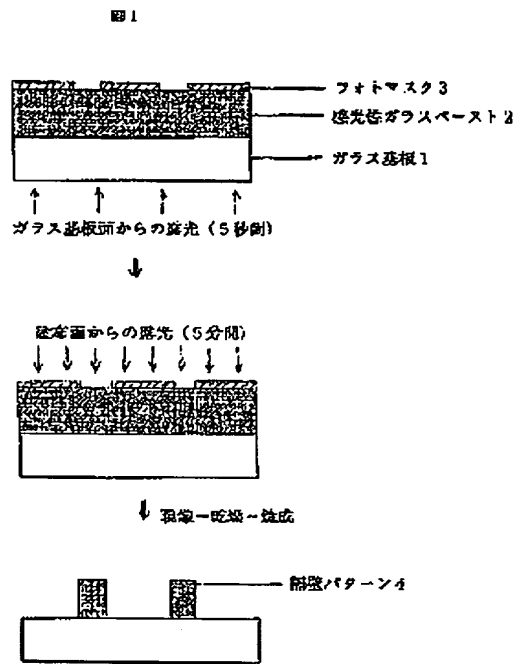 図1
フォトマスク3
感光性ガラスペースト2
ガラス基板1
ガラス基板面からの露光(5秒間)
塗布面からの露光(5分間)
現像→乾燥→焼成
隔壁パターン4